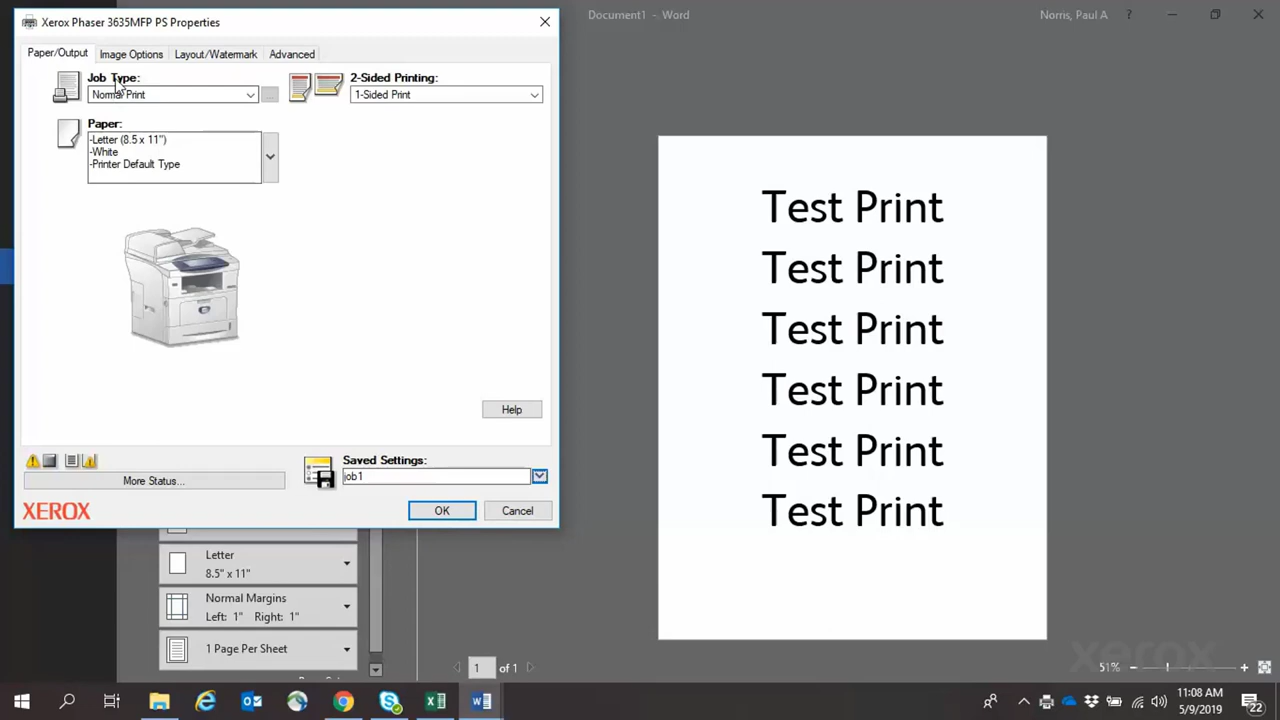 Xerox Phaser 3635MFP PS Properties
Document1 - Word
Norris, Paul A
?
Paper/Output
Image Options
Layout/Watermark
Advanced
Job Type:
Normal Print
...
2-Sided Printing:
1-Sided Print
Paper:
-Letter (8.5 x 11")
-White
-Printer Default Type
Help
More Status...
Saved Settings:
job1
XEROX
OK
Cancel
Test Print
Test Print
Test Print
Test Print
Test Print
Test Print
Letter
8.5" x 11"
Normal Margins
Left: 1" Right: 1"
1 Page Per Sheet
1 of 1
xerox
51%
11:08 AM
5/9/2019
22